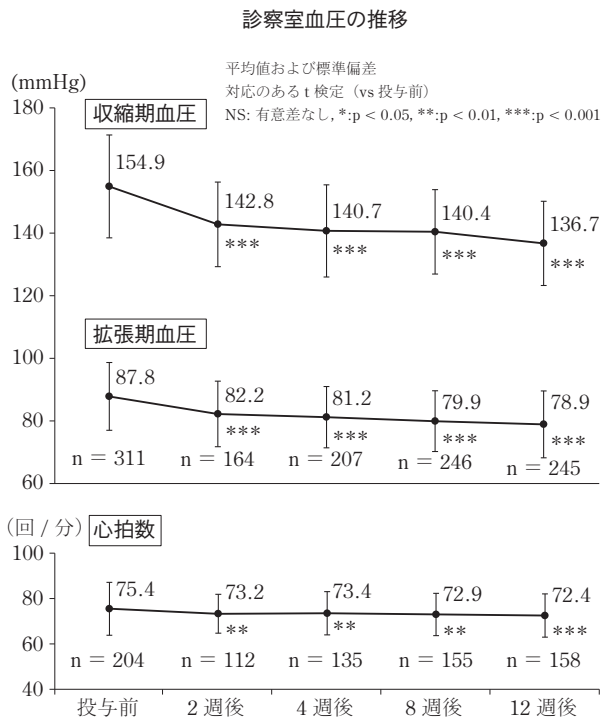 診察室血圧の推移
平均値および標準偏差
対応のある t 検定（vs 投与前）
NS: 有意差なし, *:p < 0.05, **:p < 0.01, ***:p < 0.001
(mmHg)
180
収縮期血圧
154.9
160
142.8
140.7
140.4
136.7
140
*** *** *** ***
120
拡張期血圧
100
87.8
82.2
81.2
79.9
78.9
80
*** *** *** ***
n = 311 n = 164 n = 207 n = 246 n = 245
60
（回 / 分）
心拍数
100
75.4
73.2
73.4
72.9
72.4
80
** ** ** ***
60
n = 204 n = 112 n = 135 n = 155 n = 158
40
投与前 2 週後 4 週後 8 週後 12 週後